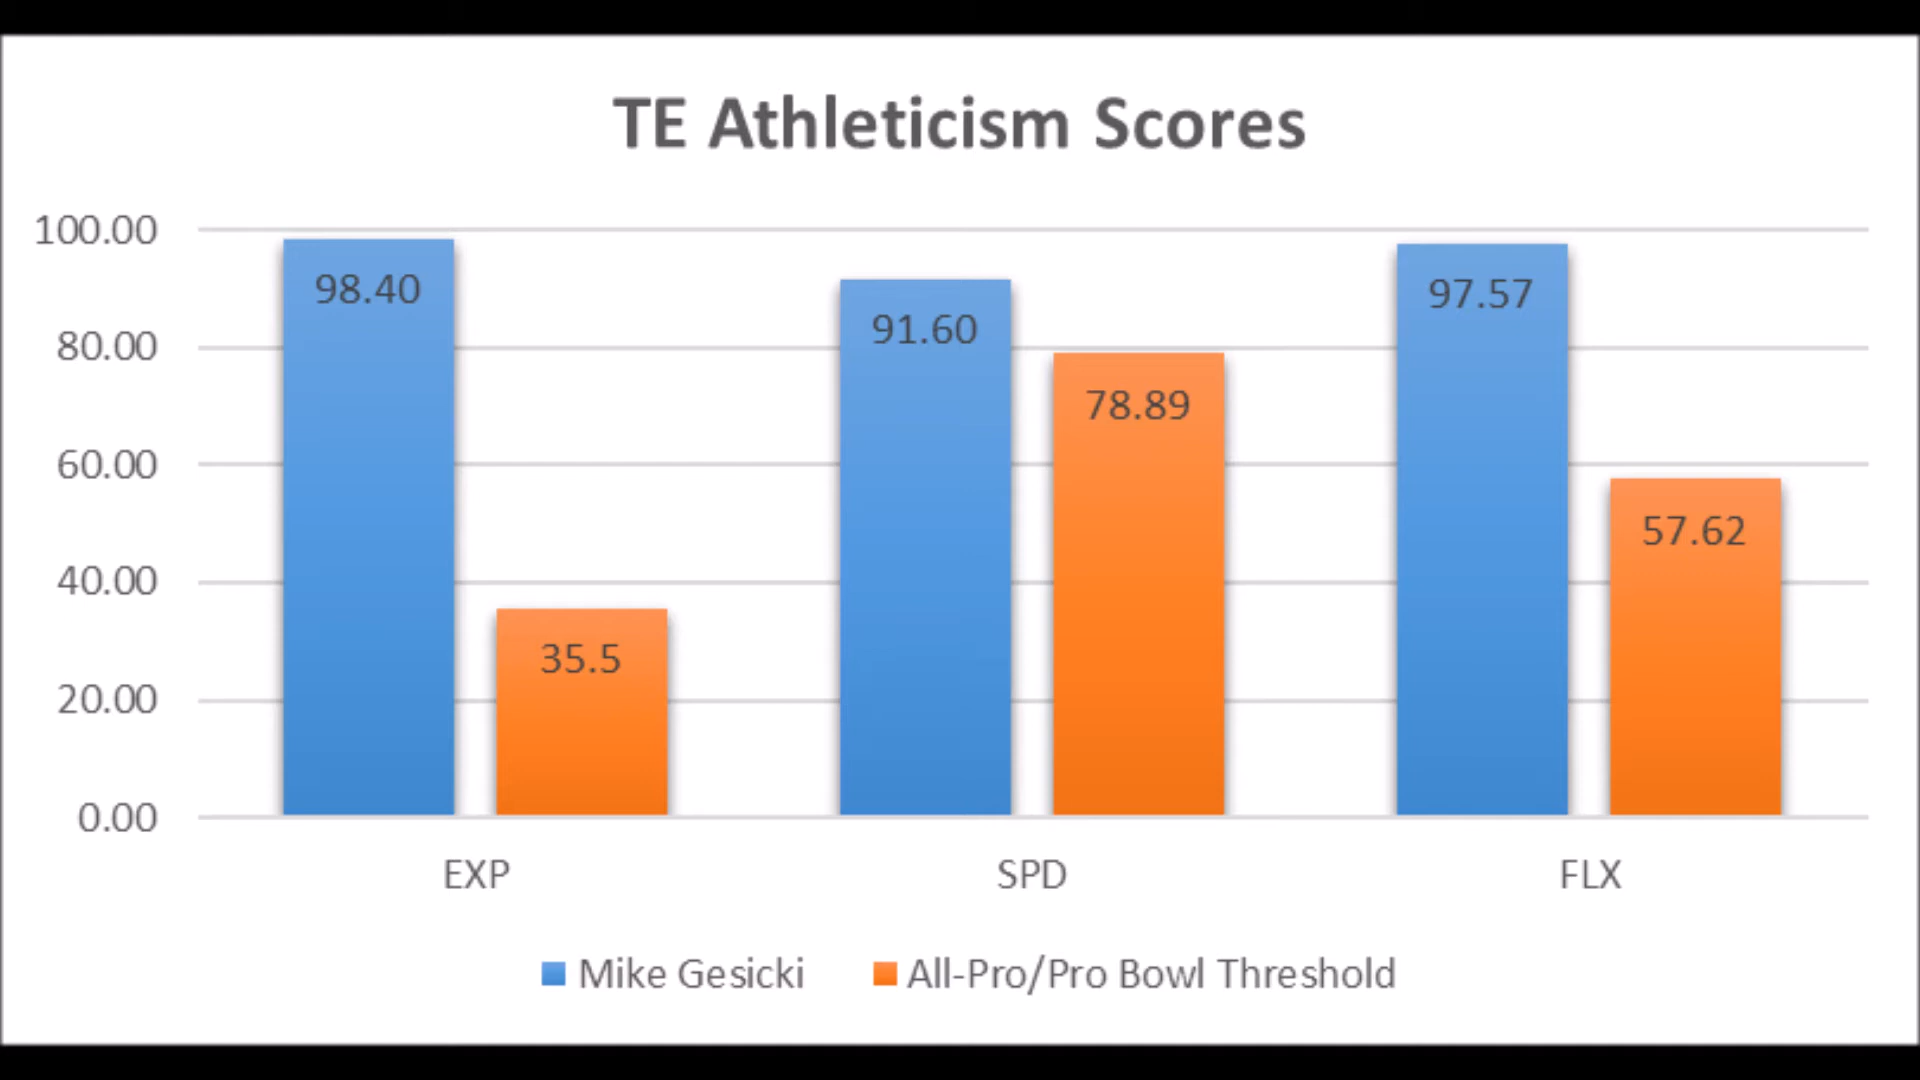 TE Athleticism Scores
100.00
80.00
60.00
40.00
20.00
0.00
98.40
35.5
91.60
78.89
97.57
57.62
EXP
SPD
FLX
Mike Gesicki
All-Pro/Pro Bowl Threshold